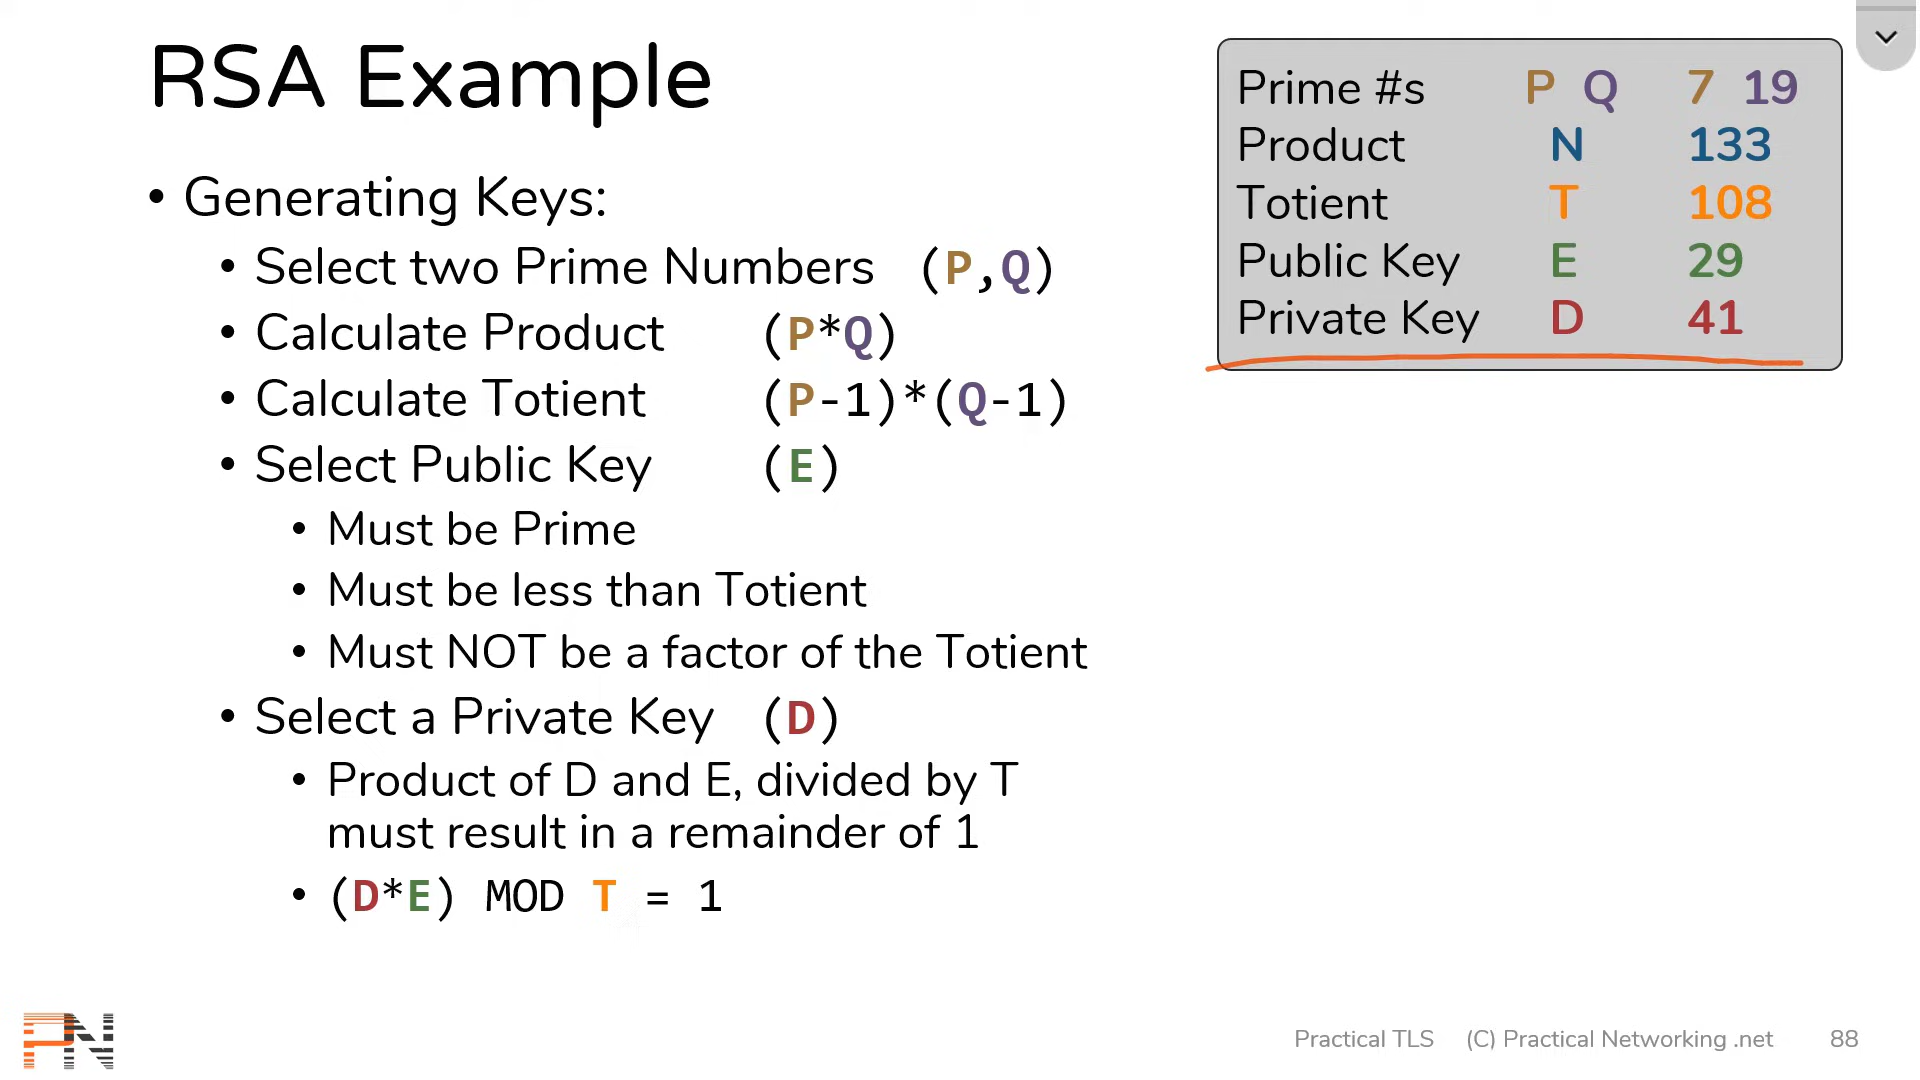 RSA Example
• Generating Keys:
• Select two Prime Numbers (P,Q)
• Calculate Product (P*Q)
• Calculate Totient (P-1)*(Q-1)
• Select Public Key (E)
• Must be Prime
• Must be less than Totient
• Must NOT be a factor of the Totient
• Select a Private Key (D)
• Product of D and E, divided by T
must result in a remainder of 1
• (D*E) MOD T = 1
Prime #s P Q 7 19
Product N 133
Totient T 108
Public Key E 29
Private Key D 41
PN
Practical TLS (C) Practical Networking .net 88